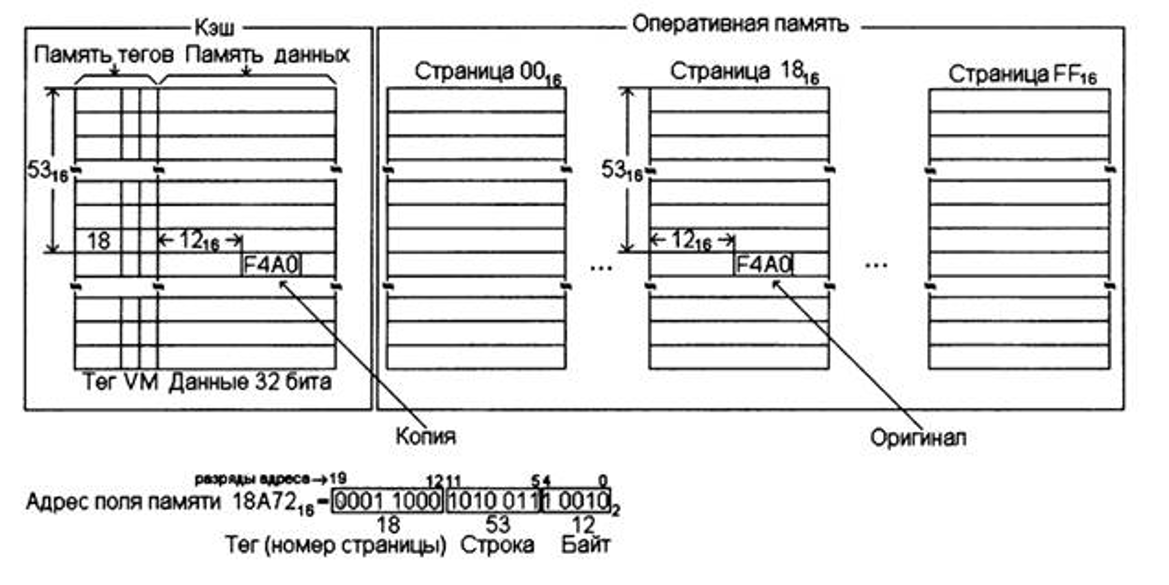 Кэш
Оперативная память
Память тегов Память данных
Страница 00₁₆
Страница 18₁₆
Страница FF₁₆
53₁₆
53₁₆
18
12₁₆
12₁₆
F4A0
F4A0
...
...
Тег VM Данные 32 бита
Копия
Оригинал
разряды адреса→19 12 11 5 4 0
Адрес поля памяти 18A72₁₆=0001 1000 1010 011 1 0010₂
18 53 12
Тег (номер страницы) Строка Байт